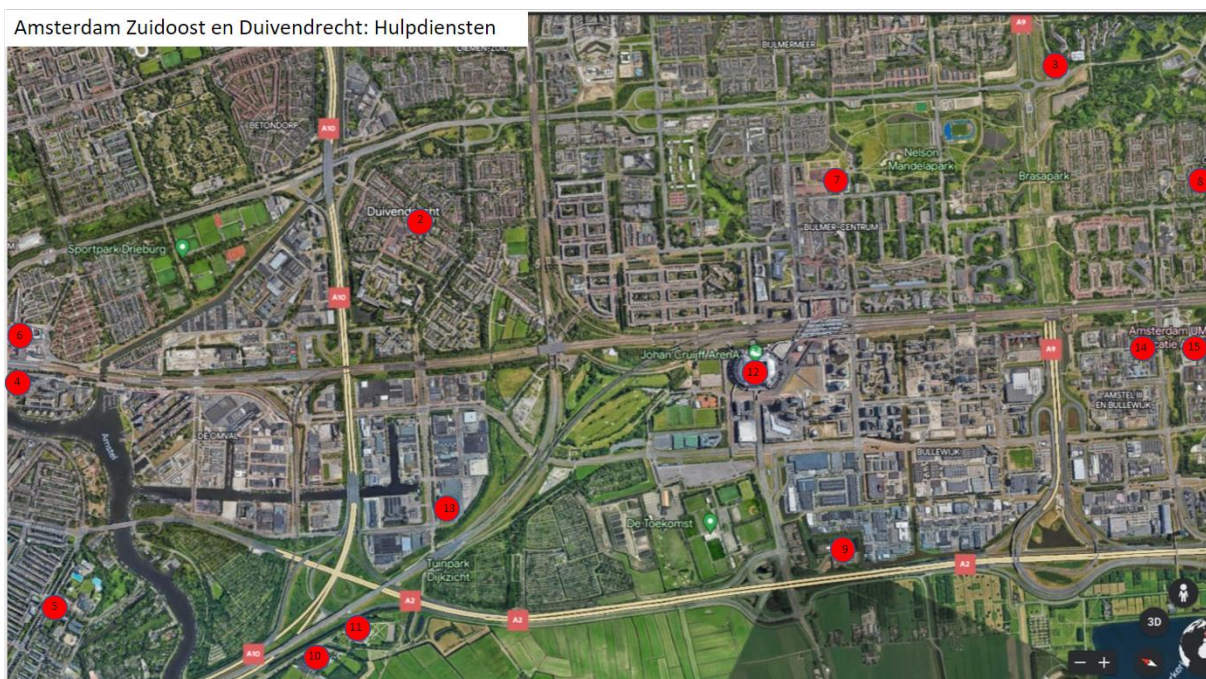 Amsterdam Zuidoost en Duivendrecht: Hulpdiensten
DIEMEN-ZUID
BIJLMERMEER
A9
3
A10
BETONDORP
Nelson
Mandelapark
7
Brasapark
8
Duivendrecht
2
Sportpark Drieburg
BIJLMER-CENTRUM
A10
6
Johan Cruijff ArenA
12
A9
Amsterdam UM
14
15
4
AMSTEL III
EN BULLEWIJK
Amstel
DE OMVAL
BULLEWIJK
13
De Toekomst
9
Tuinpark
Dijkzicht
A2
A2
A2
5
11
10
A10
3D